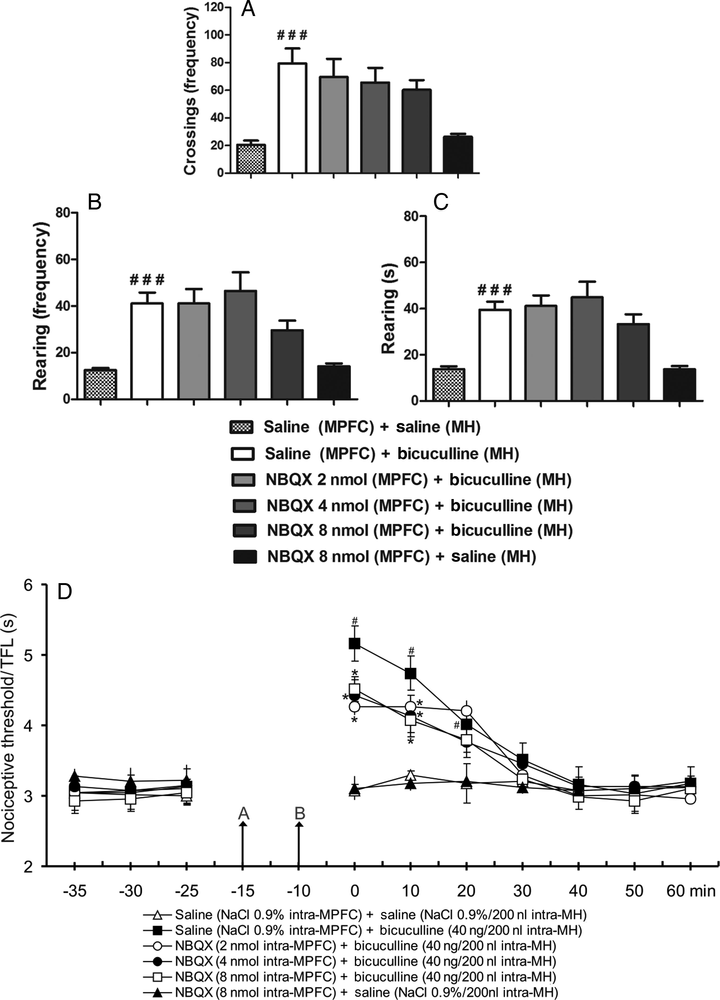 A
Crossings (frequency)
120
100
80
60
40
20
0
# # #
B
Rearing (frequency)
80
60
40
20
0
# # #
C
Rearing (s)
80
60
40
20
0
# # #
Saline (MPFC) + saline (MH)
Saline (MPFC) + bicuculline (MH)
NBQX 2 nmol (MPFC) + bicuculline (MH)
NBQX 4 nmol (MPFC) + bicuculline (MH)
NBQX 8 nmol (MPFC) + bicuculline (MH)
NBQX 8 nmol (MPFC) + saline (MH)
D
Nociceptive threshold/TFL (s)
6
5
4
3
2
#
#
*
*
*
*
*
#
*
A
B
-35 -30 -25 -15 -10 0 10 20 30 40 50 60 min
Saline (NaCl 0.9% intra-MPFC) + saline (NaCl 0.9%/200 nl intra-MH)
Saline (NaCl 0.9% intra-MPFC) + bicuculline (40 ng/200 nl intra-MH)
NBQX (2 nmol intra-MPFC) + bicuculline (40 ng/200 nl intra-MH)
NBQX (4 nmol intra-MPFC) + bicuculline (40 ng/200 nl intra-MH)
NBQX (8 nmol intra-MPFC) + bicuculline (40 ng/200 nl intra-MH)
NBQX (8 nmol intra-MPFC) + saline (NaCl 0.9%/200nl intra-MH)